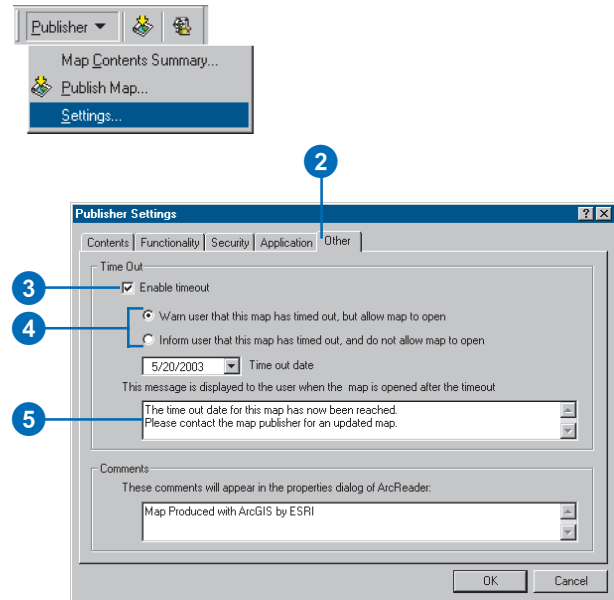 Publisher
Map Contents Summary...
Publish Map...
Settings...
2
Publisher Settings
Contents
Functionality
Security
Application
Other
Time Out
3
Enable timeout
4
Warn user that this map has timed out, but allow map to open
Inform user that this map has timed out, and do not allow map to open
5/20/2003
Time out date
This message is displayed to the user when the map is opened after the timeout
5
The time out date for this map has now been reached.
Please contact the map publisher for an updated map.
Comments
These comments will appear in the properties dialog of ArcReader:
Map Produced with ArcGIS by ESRI
OK
Cancel